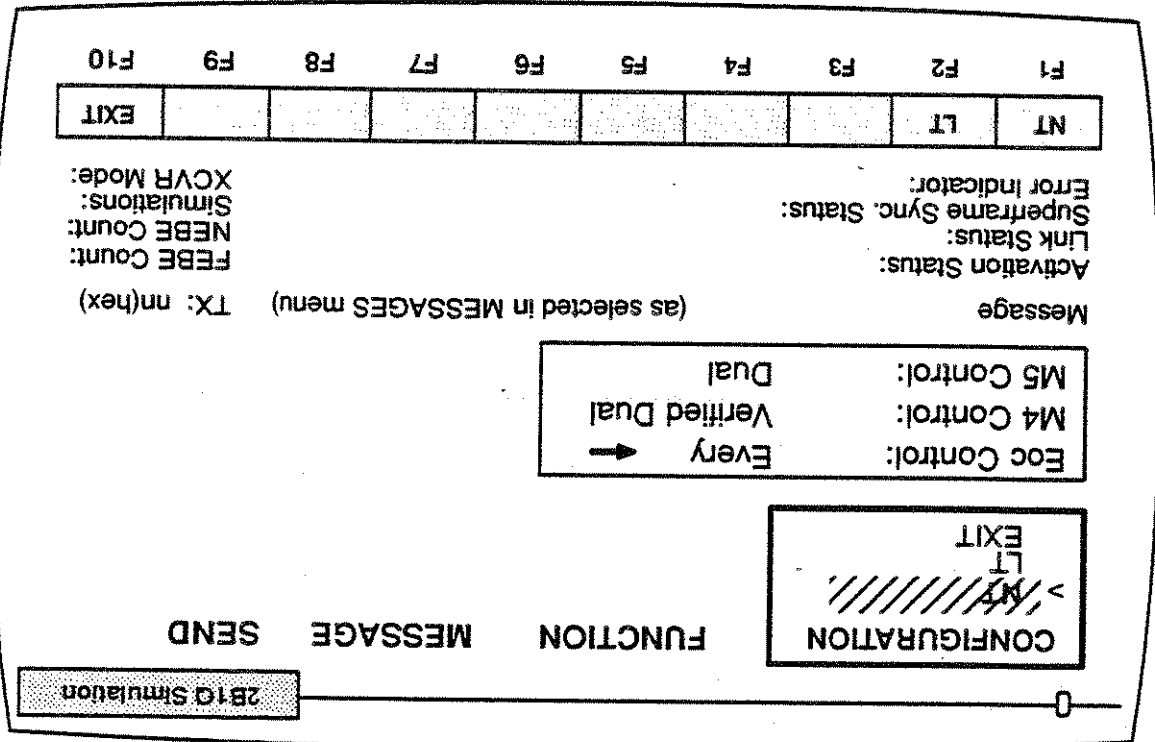 2B1Q Simulation
CONFIGURATION FUNCTION MESSAGE SEND
> NT
LT
EXIT
Eoc Control: Every
M4 Control: Verified Dual
M5 Control: Dual
Message (as selected in MESSAGES menu) TX: nn(hex)
Activation Status: FEBE Count:
Link Status: NEBE Count:
Superframe Sync. Status: Simulations:
Error Indicator: XCVR Mode:
NT LT EXIT
F1 F2 F3 F4 F5 F6 F7 F8 F9 F10